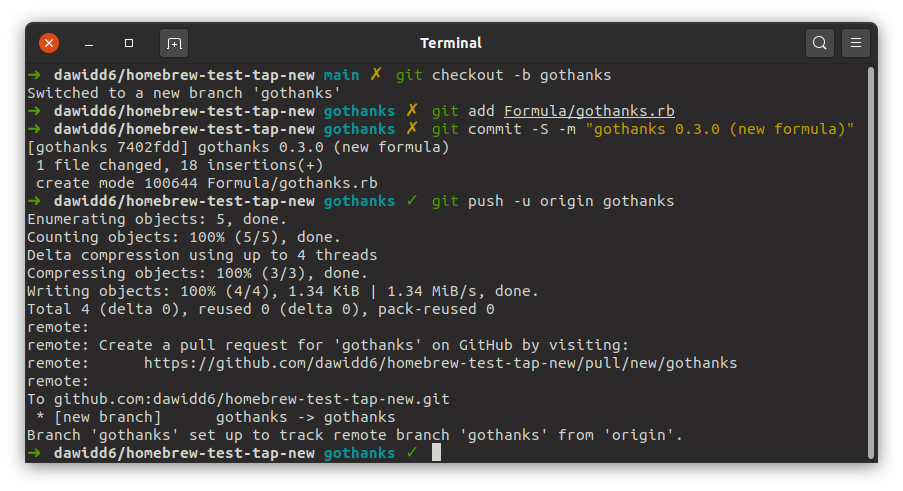 Terminal
➜ dawidd6/homebrew-test-tap-new main ✗ git checkout -b gothanks
Switched to a new branch 'gothanks'
➜ dawidd6/homebrew-test-tap-new gothanks ✗ git add Formula/gothanks.rb
➜ dawidd6/homebrew-test-tap-new gothanks ✗ git commit -S -m "gothanks 0.3.0 (new formula)"
[gothanks 7402fdd] gothanks 0.3.0 (new formula)
 1 file changed, 18 insertions(+)
 create mode 100644 Formula/gothanks.rb
➜ dawidd6/homebrew-test-tap-new gothanks ✓ git push -u origin gothanks
Enumerating objects: 5, done.
Counting objects: 100% (5/5), done.
Delta compression using up to 4 threads
Compressing objects: 100% (3/3), done.
Writing objects: 100% (4/4), 1.34 KiB | 1.34 MiB/s, done.
Total 4 (delta 0), reused 0 (delta 0), pack-reused 0
remote:
remote: Create a pull request for 'gothanks' on GitHub by visiting:
remote:      https://github.com/dawidd6/homebrew-test-tap-new/pull/new/gothanks
remote:
To github.com:dawidd6/homebrew-test-tap-new.git
 * [new branch]      gothanks -> gothanks
Branch 'gothanks' set up to track remote branch 'gothanks' from 'origin'.
➜ dawidd6/homebrew-test-tap-new gothanks ✓